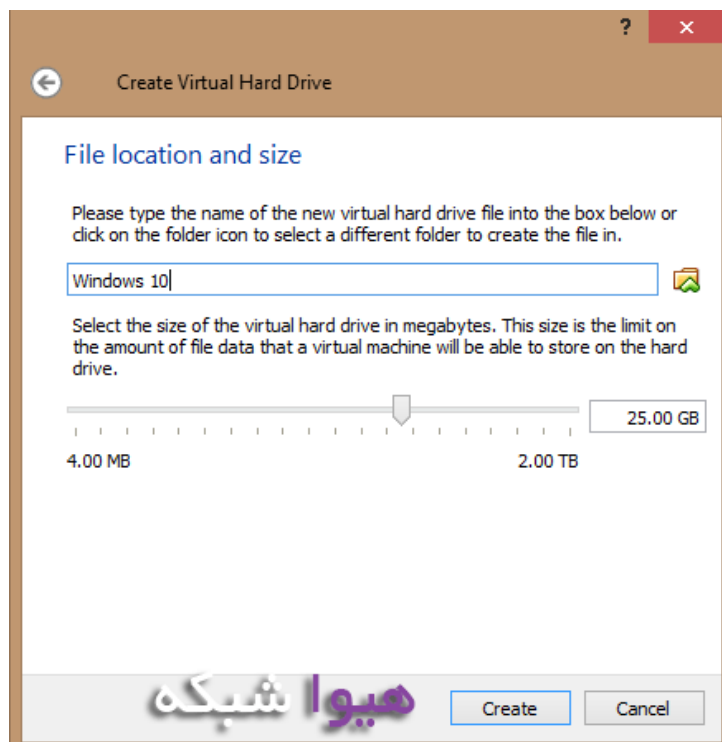 ?
Create Virtual Hard Drive
File location and size
Please type the name of the new virtual hard drive file into the box below or
click on the folder icon to select a different folder to create the file in.
Windows 10
Select the size of the virtual hard drive in megabytes. This size is the limit on
the amount of file data that a virtual machine will be able to store on the hard
drive.
25.00 GB
4.00 MB 2.00 TB
هیوا شبکه
Create Cancel